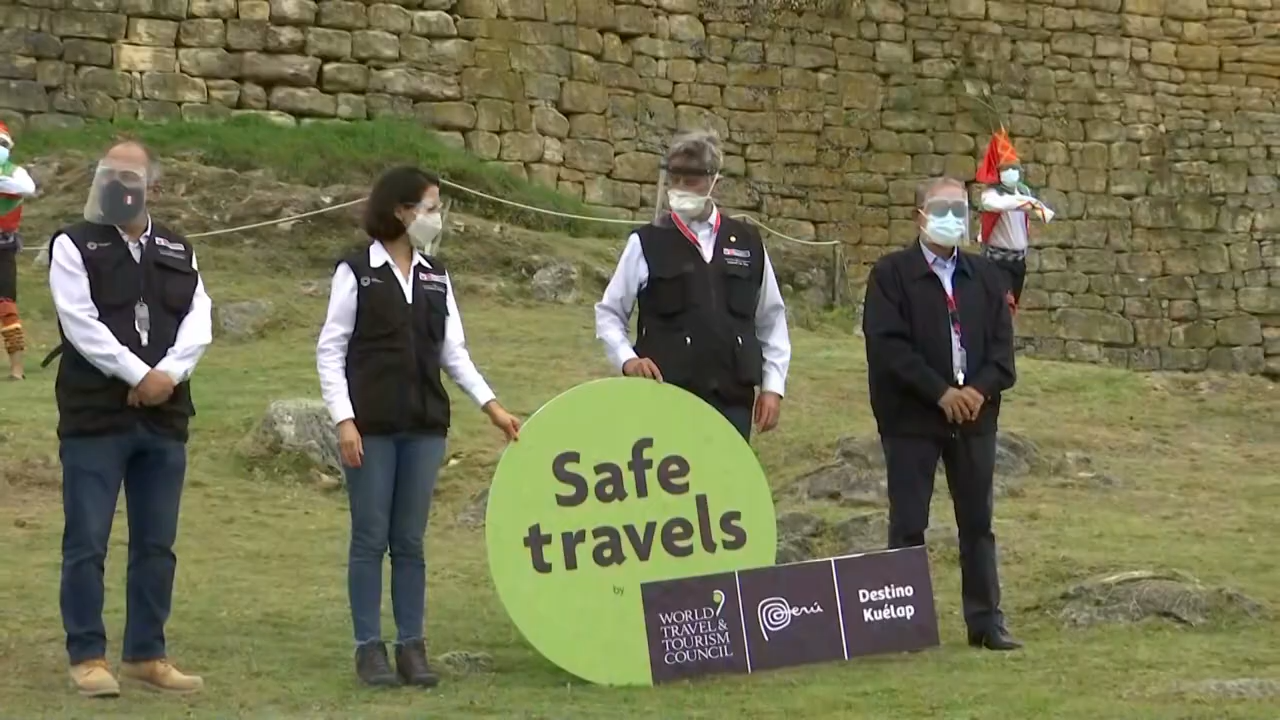 Safe
travels
by
WORLD
TRAVEL &
TOURISM
COUNCIL
Perú
Destino
Kuélap